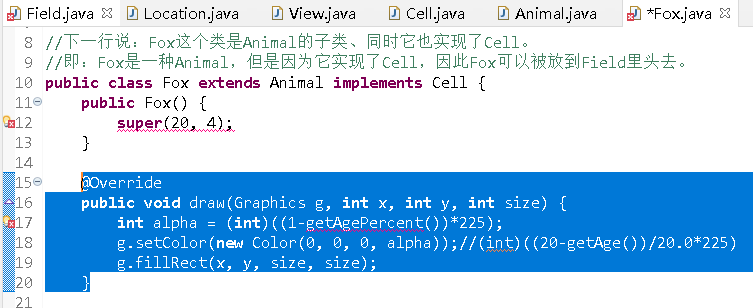 Field.java Location.java View.java Cell.java Animal.java *Fox.java
8 //下一行说：Fox这个类是Animal的子类、同时它也实现了Cell。
9 //即：Fox是一种Animal，但是因为它实现了Cell，因此Fox可以被放到Field里头去。
10 public class Fox extends Animal implements Cell {
11 public Fox() {
12 super(20, 4);
13 }
14
15 @Override
16 public void draw(Graphics g, int x, int y, int size) {
17 int alpha = (int)((1-getAgePercent())*225);
18 g.setColor(new Color(0, 0, 0, alpha));//(int)((20-getAge())/20.0*225)
19 g.fillRect(x, y, size, size);
20 }
21